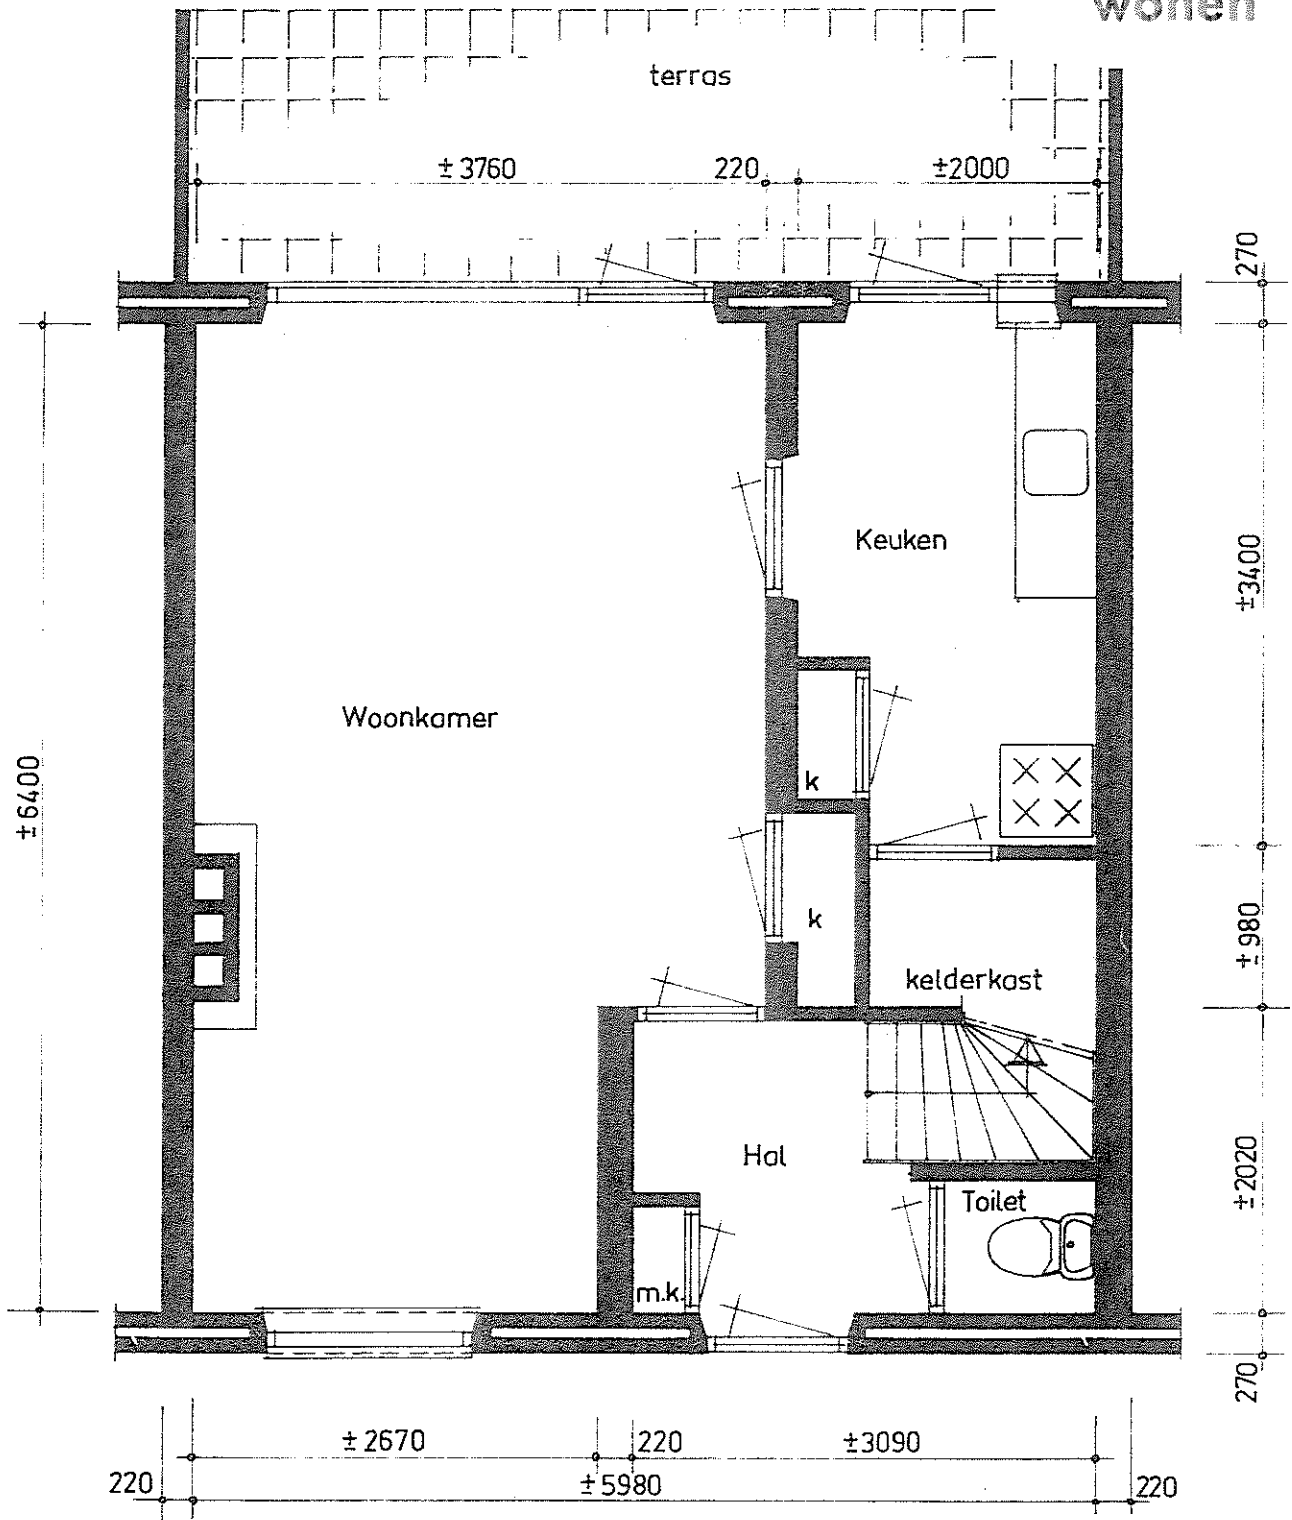 wonen
terras
±3760 220 ±2000
270
Keuken
±3400
Woonkamer
±6400
k
k
±980
kelderkast
Hal
Toilet
±2020
m.k.
270
±2670 220 ±3090
220 ±5980 220